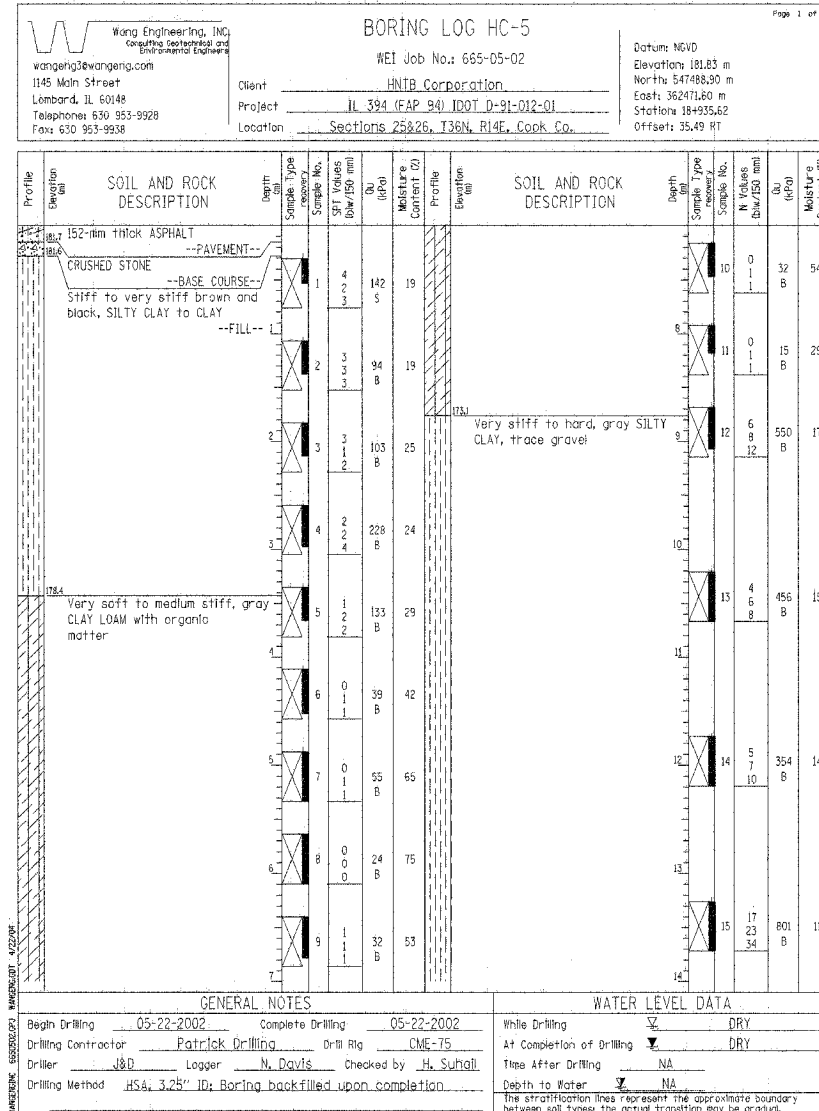 Page 1 of
Wang Engineering, INC.
Consulting Geotechnical and
Environmental Engineers
wangeng3@wangeng.com
1145 Main Street
Lombard, IL 60148
Telephone: 630 953-9928
Fax: 630 953-9938
BORING LOG HC-5
WEI Job No.: 665-05-02
Client HNTB Corporation
Project IL 394 (FAP 94) IDOT D-91-012-01
Location Sections 25&26, T36N, R14E, Cook Co.
Datum: NGVD
Elevation: 181.83 m
North: 547488.90 m
East: 362471.60 m
Station: 18+935.62
Offset: 35.49 RT
Profile
Elevation (m)
SOIL AND ROCK
DESCRIPTION
Depth (m)
Sample Type
recovery
Sample No.
SPT Values
(blw/150 mm)
Qu
(kPa)
Moisture
Content (%)
Profile
Elevation (m)
SOIL AND ROCK
DESCRIPTION
Depth (m)
Sample Type
recovery
Sample No.
N Values
(blw/150 mm)
Qu
(kPa)
Moisture
181.7 152-mm thick ASPHALT
--PAVEMENT--
181.6
CRUSHED STONE
--BASE COURSE--
Stiff to very stiff brown and
black, SILTY CLAY to CLAY
--FILL--
1 4 2 3 142 S 19
1
2 3 3 3 94 B 19
2
3 3 1 2 103 B 25
4 2 2 4 228 B 24
3
178.4
Very soft to medium stiff, gray
CLAY LOAM with organic
matter
5 1 2 2 133 B 29
4
6 0 1 1 39 B 42
5
7 0 1 1 55 B 65
8 0 0 0 24 B 75
6
9 1 1 1 32 B 53
7
10 0 1 1 32 B 54
8
11 0 1 1 15 B 29
173.1
Very stiff to hard, gray SILTY
CLAY, trace gravel
9
12 6 8 12 550 B 17
10
13 4 6 8 456 B
11
12
14 5 7 10 354 B 14
13
15 17 23 34 801 B
14
GENERAL NOTES
Begin Drilling 05-22-2002 Complete Drilling 05-22-2002
Drilling Contractor Patrick Drilling Drill Rig CME-75
Driller J&D Logger N. Davis Checked by H. Suhail
Drilling Method HSA; 3.25" ID; Boring backfilled upon completion
WATER LEVEL DATA
While Drilling DRY
At Completion of Drilling DRY
Time After Drilling NA
Depth to Water NA
The stratification lines represent the approximate boundary
between soil types; the actual transition may be gradual.
WANGENG.GDT 4/22/04